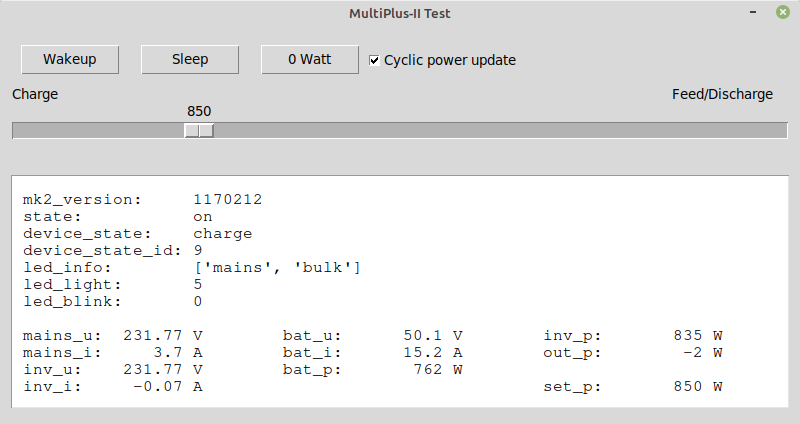 MultiPlus-II Test
Wakeup Sleep 0 Watt Cyclic power update
Charge Feed/Discharge
850
mk2_version: 1170212
state: on
device_state: charge
device_state_id: 9
led_info: ['mains', 'bulk']
led_light: 5
led_blink: 0
mains_u: 231.77 V bat_u: 50.1 V inv_p: 835 W
mains_i: 3.7 A bat_i: 15.2 A out_p: -2 W
inv_u: 231.77 V bat_p: 762 W
inv_i: -0.07 A set_p: 850 W